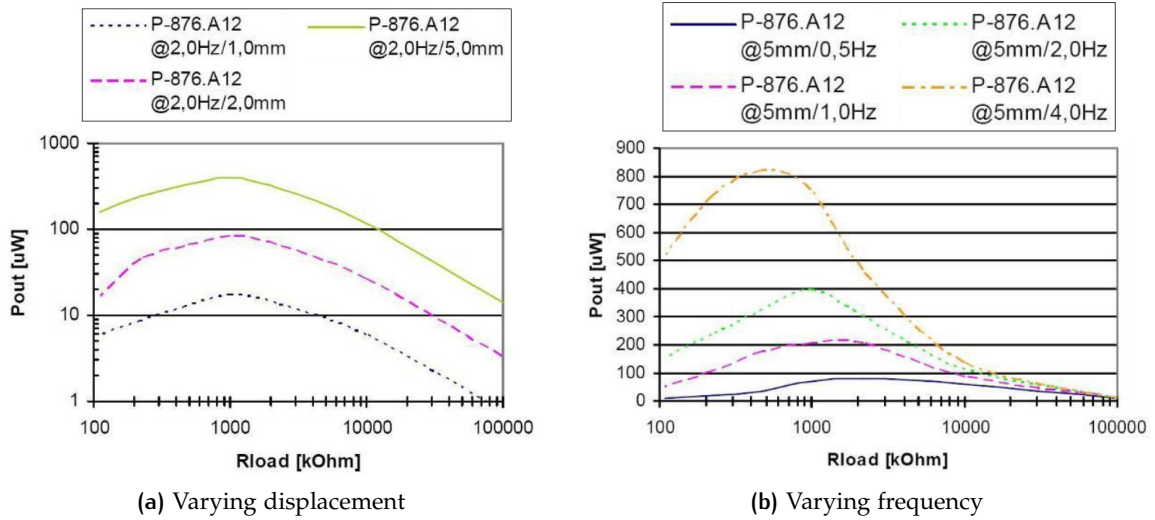 P-876.A12
@2,0Hz/1,0mm
P-876.A12
@2,0Hz/5,0mm
P-876.A12
@2,0Hz/2,0mm
1000
100
10
1
Pout [uW]
100 1000 10000 100000
Rload [kOhm]
(a) Varying displacement
P-876.A12
@5mm/0,5Hz
P-876.A12
@5mm/2,0Hz
P-876.A12
@5mm/1,0Hz
P-876.A12
@5mm/4,0Hz
900
800
700
600
500
400
300
200
100
0
Pout [uW]
100 1000 10000 100000
Rload [kOhm]
(b) Varying frequency